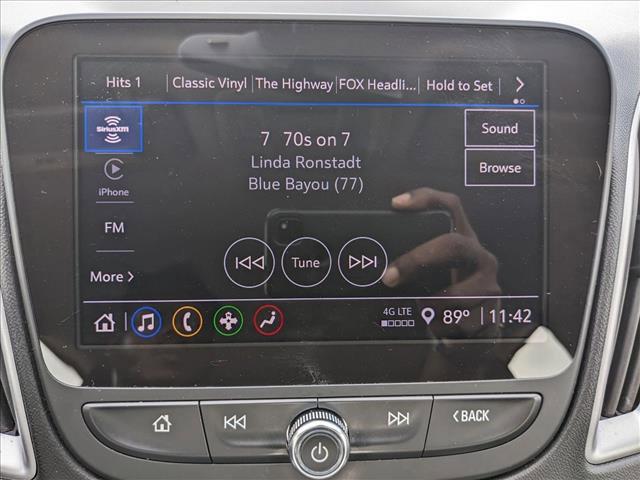 Hits 1 Classic Vinyl The Highway FOX Headli... Hold to Set
SiriusXM
7 70s on 7
Sound
Linda Ronstadt
Browse
Blue Bayou (77)
iPhone
FM
Tune
More
4G LTE
89° 11:42
BACK